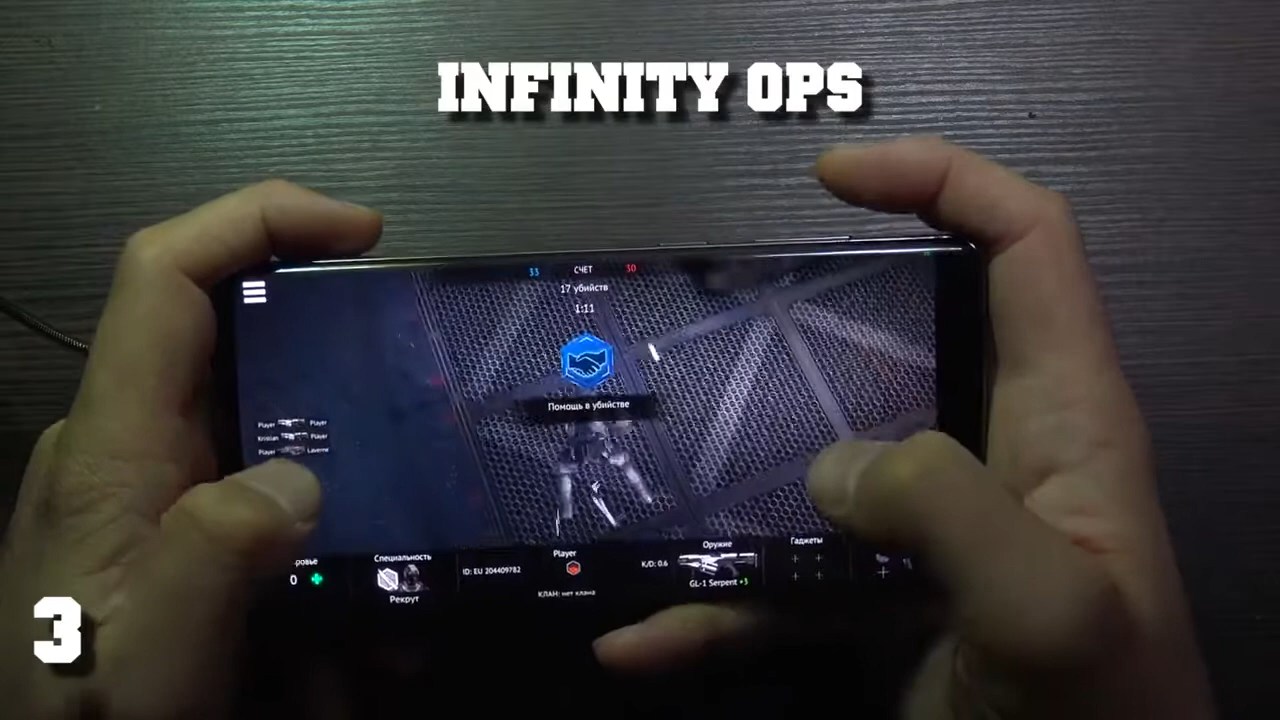 INFINITY OPS
33 СЧЕТ 30
17 убийств
1:11
Помощь в убийстве
Player Player
Kristian Player
Player Laverne
ровье
0
Специальность
Рекрут
ID: EU 204409782
Player
КЛАН: нет клана
K/D: 0.6
Оружие
GL-1 Serpent +3
Гаджеты
3